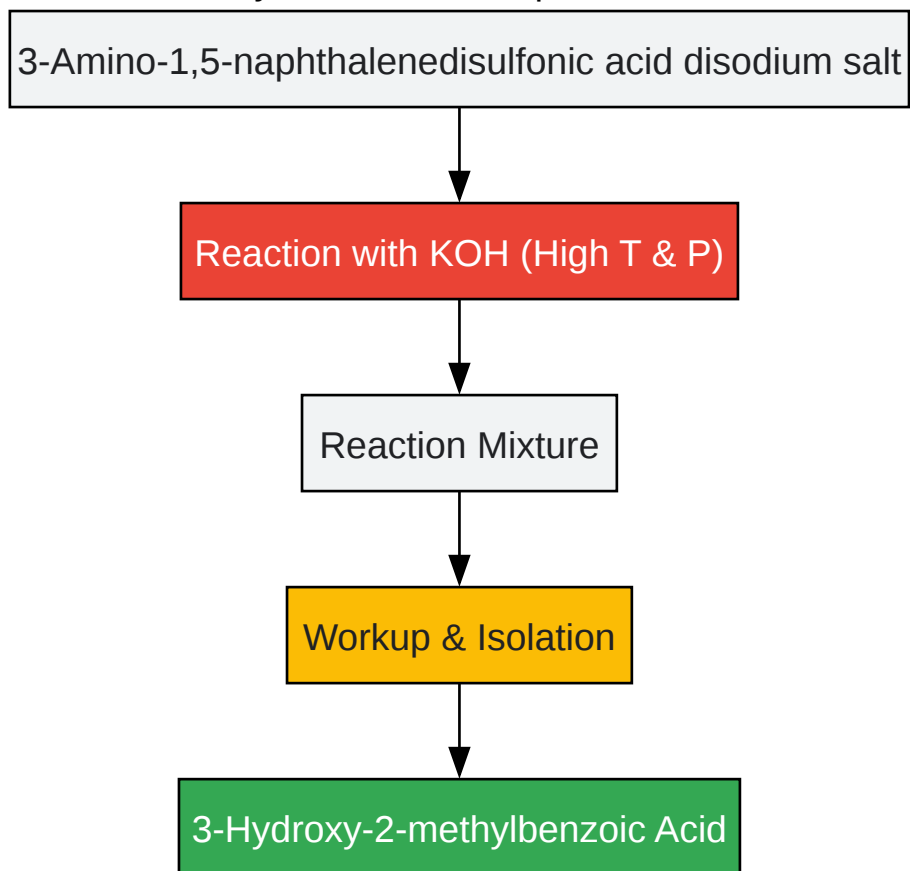 3-Amino-1,5-naphthalenedisulfonic acid disodium salt
Reaction with KOH (High T & P)
Reaction Mixture
Workup & Isolation
3-Hydroxy-2-methylbenzoic Acid